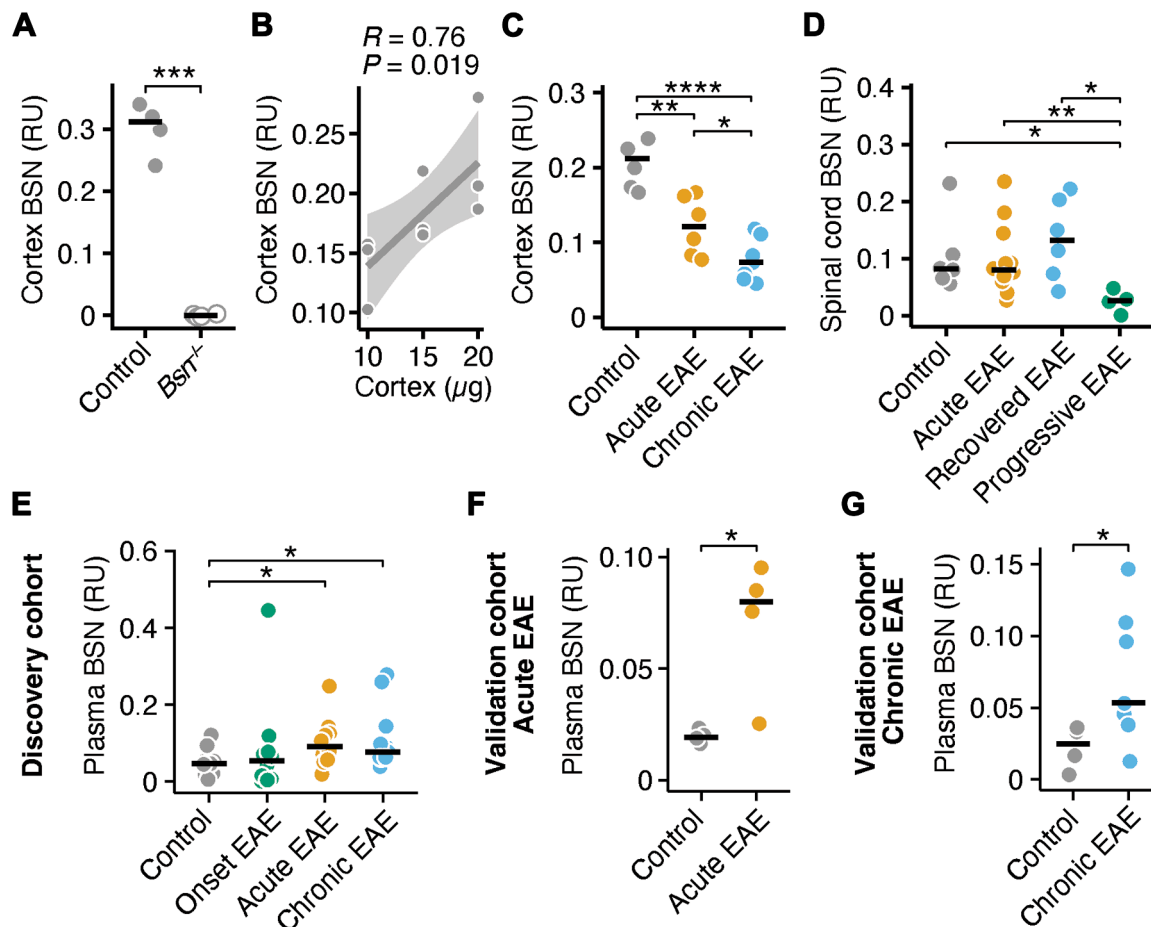 A
Cortex BSN (RU)
0.3
0.2
0.1
0
***
Control
Bsn-/-
B
R = 0.76
P = 0.019
Cortex BSN (RU)
0.25
0.20
0.15
0.10
10 15 20
Cortex (µg)
C
Cortex BSN (RU)
0.3
0.2
0.1
0
****
**
*
Control
Acute EAE
Chronic EAE
D
Spinal cord BSN (RU)
0.4
0.3
0.2
0.1
0
*
**
*
Control
Acute EAE
Recovered EAE
Progressive EAE
E
Discovery cohort
Plasma BSN (RU)
0.6
0.4
0.2
0
*
*
Control
Onset EAE
Acute EAE
Chronic EAE
F
Validation cohort
Acute EAE
Plasma BSN (RU)
0.10
0.05
0
*
Control
Acute EAE
G
Validation cohort
Chronic EAE
Plasma BSN (RU)
0.15
0.10
0.05
0
*
Control
Chronic EAE